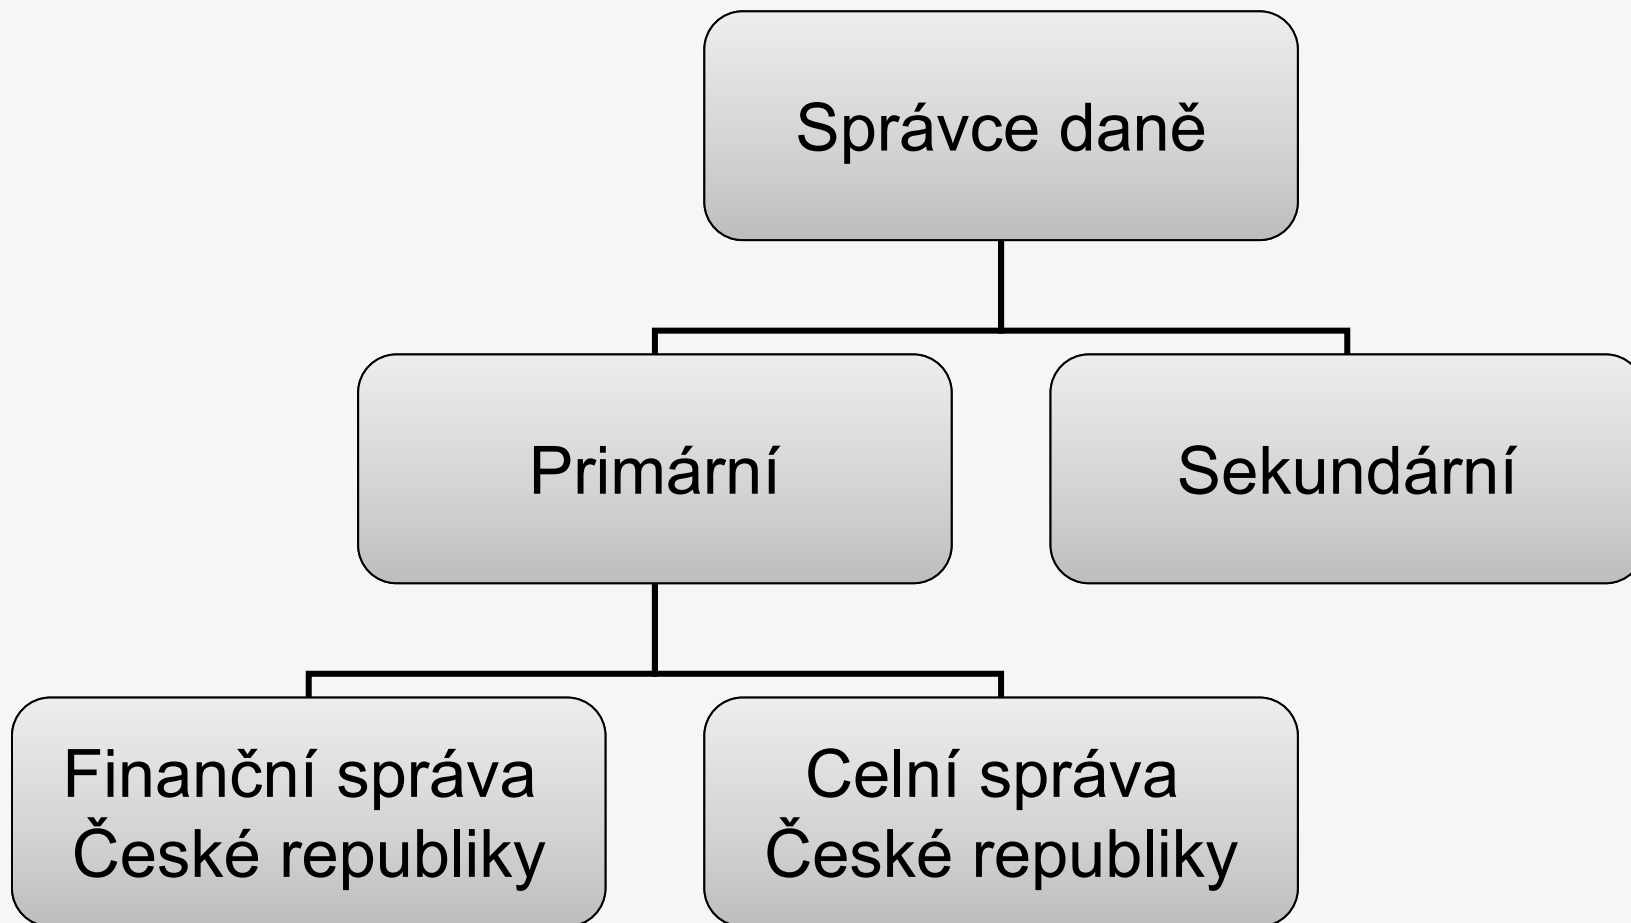 Správce daně
Primární
Sekundární
Finanční správa
České republiky
Celní správa
České republiky